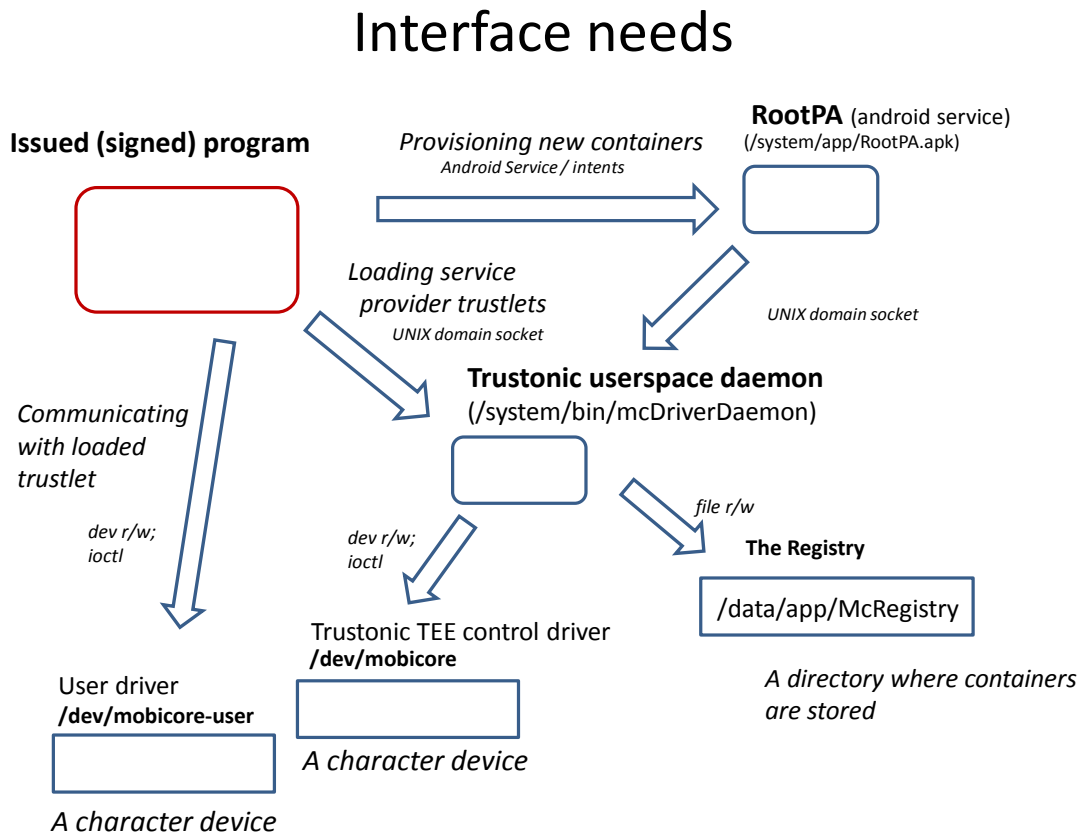 Interface needs
Issued (signed) program
Provisioning new containers
Android Service / intents
RootPA (android service)
(/system/app/RootPA.apk)
Loading service
provider trustlets
UNIX domain socket
UNIX domain socket
Trustonic userspace daemon
(/system/bin/mcDriverDaemon)
Communicating
with loaded
trustlet
dev r/w;
ioctl
dev r/w;
ioctl
file r/w
The Registry
/data/app/McRegistry
A directory where containers
are stored
Trustonic TEE control driver
/dev/mobicore
A character device
User driver
/dev/mobicore-user
A character device